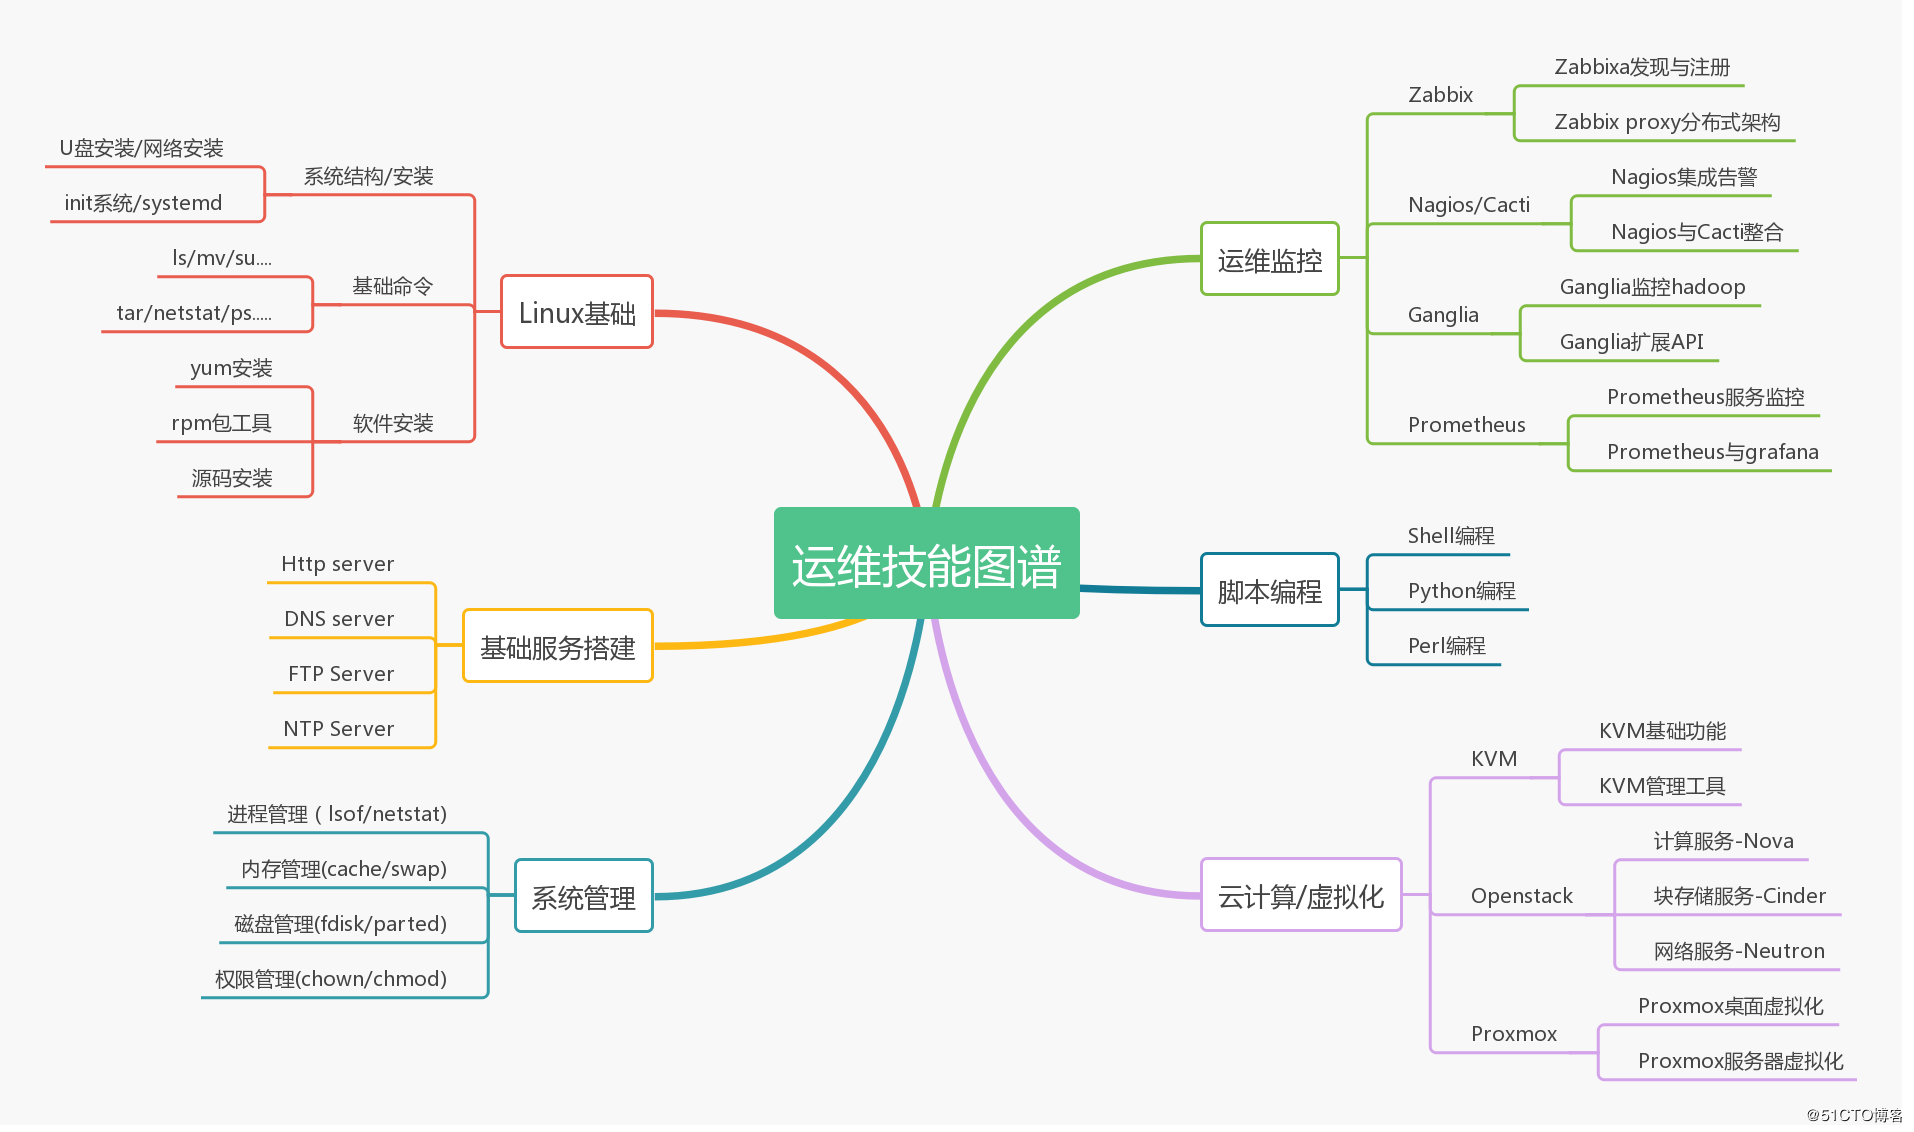 运维技能图谱
Linux基础
系统结构/安装
U盘安装/网络安装
init系统/systemd
基础命令
ls/mv/su....
tar/netstat/ps.....
软件安装
yum安装
rpm包工具
源码安装
基础服务搭建
Http server
DNS server
FTP Server
NTP Server
系统管理
进程管理（lsof/netstat)
内存管理(cache/swap)
磁盘管理(fdisk/parted)
权限管理(chown/chmod)
运维监控
Zabbix
Zabbixa发现与注册
Zabbix proxy分布式架构
Nagios/Cacti
Nagios集成告警
Nagios与Cacti整合
Ganglia
Ganglia监控hadoop
Ganglia扩展API
Prometheus
Prometheus服务监控
Prometheus与grafana
脚本编程
Shell编程
Python编程
Perl编程
云计算/虚拟化
KVM
KVM基础功能
KVM管理工具
Openstack
计算服务-Nova
块存储服务-Cinder
网络服务-Neutron
Proxmox
Proxmox桌面虚拟化
Proxmox服务器虚拟化
@51CTO博客